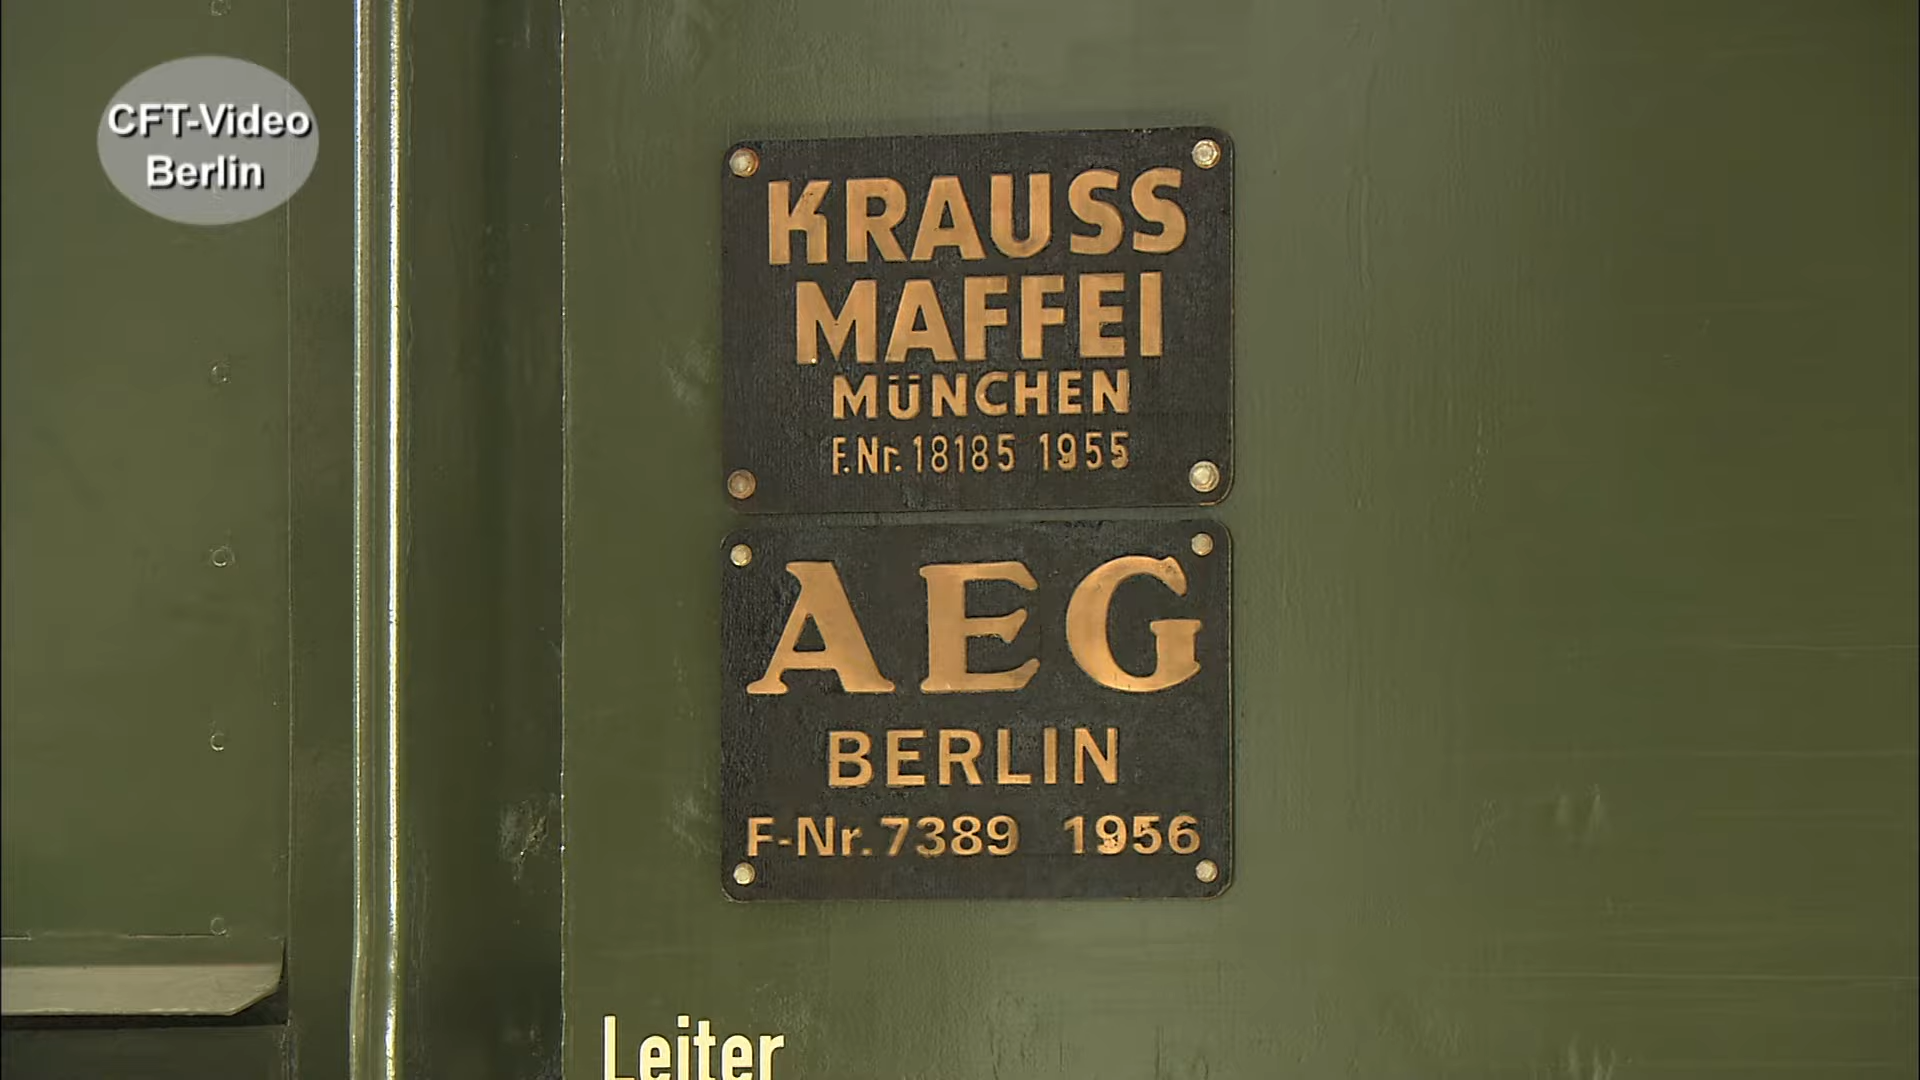 CFT-Video
Berlin
KRAUSS
MAFFEI
MÜNCHEN
F.Nr. 18185 1955
AEG
BERLIN
F-Nr. 7389 1956
Leiter